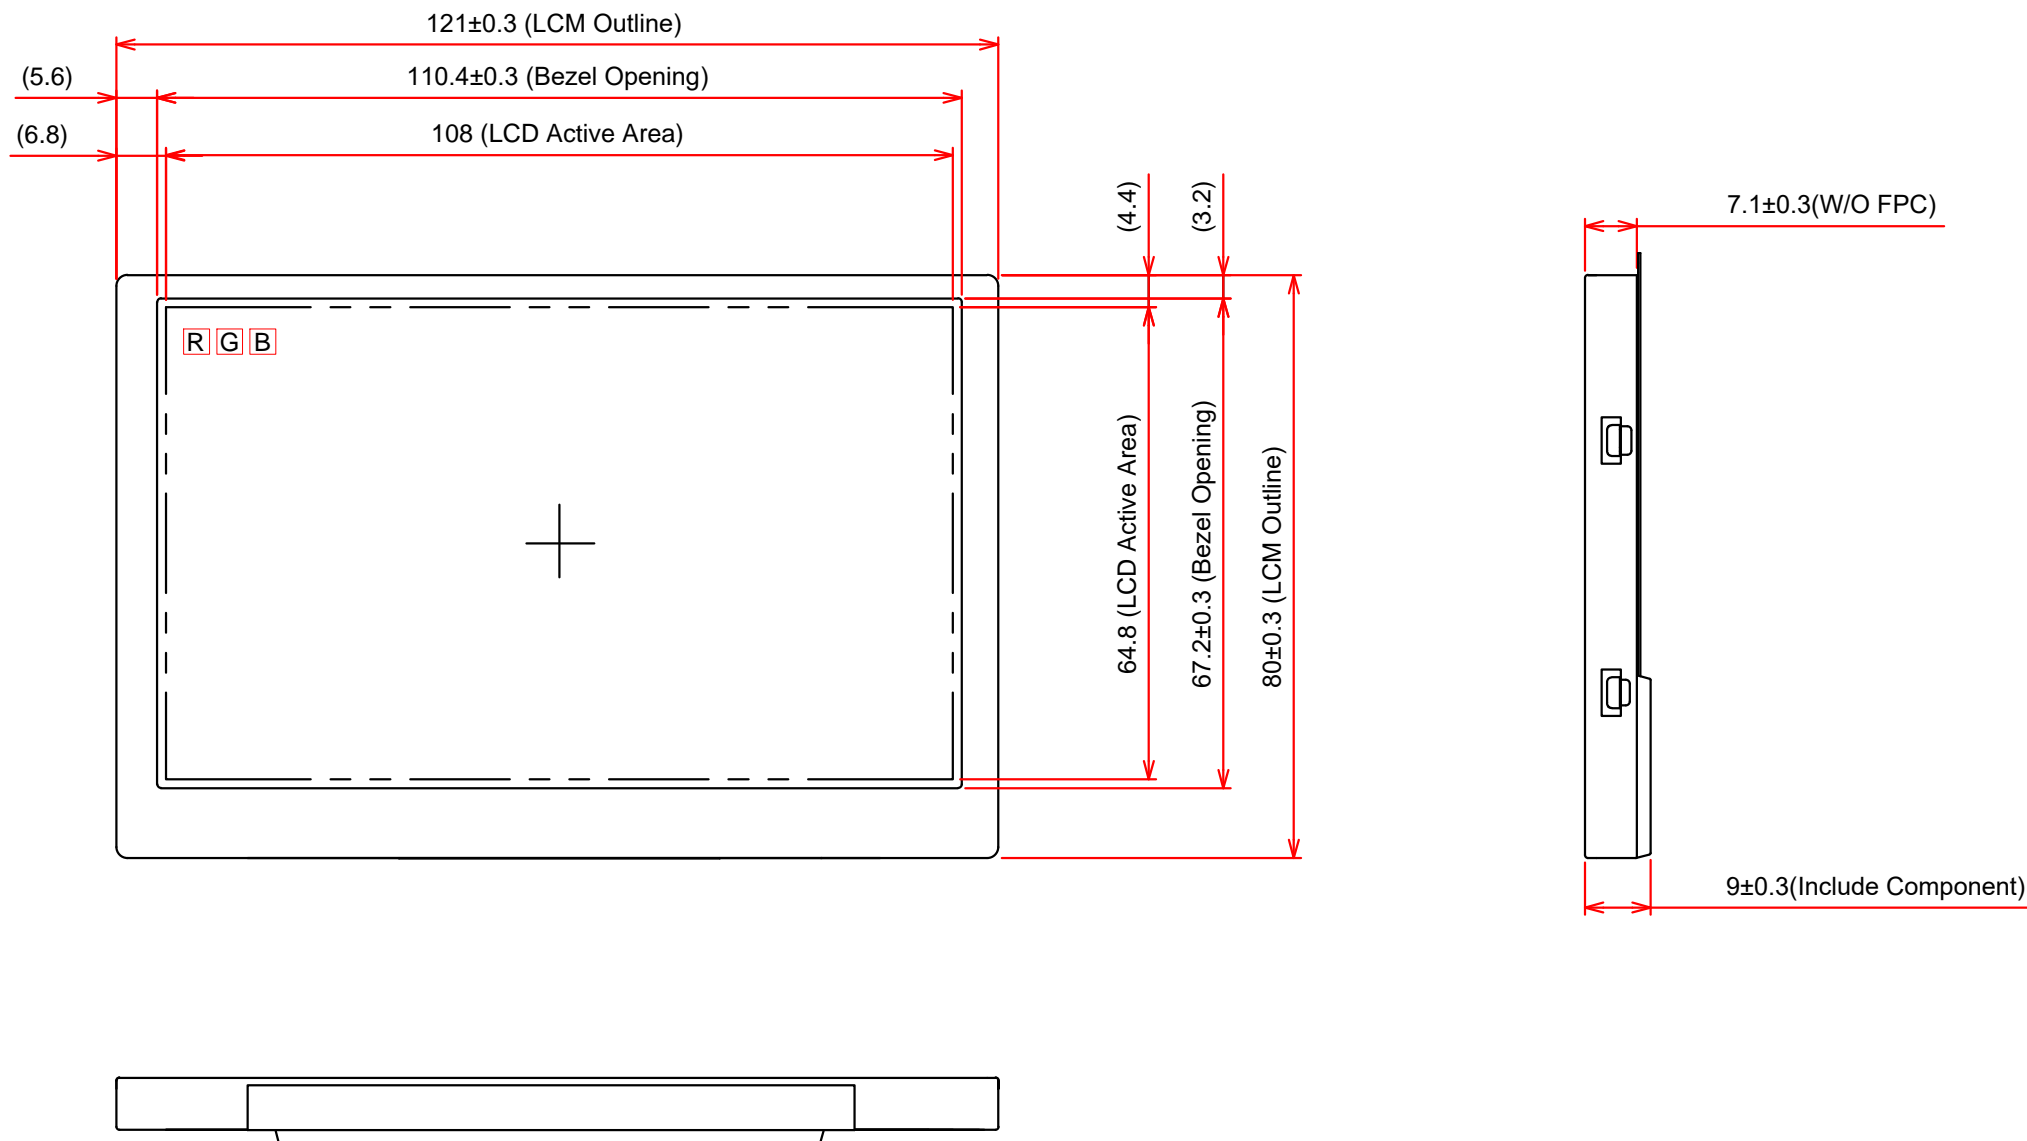 121±0.3 (LCM Outline)
(5.6)
110.4±0.3 (Bezel Opening)
(6.8)
108 (LCD Active Area)
(4.4)
(3.2)
7.1±0.3(W/O FPC)
R G B
64.8 (LCD Active Area)
67.2±0.3 (Bezel Opening)
80±0.3 (LCM Outline)
9±0.3(Include Component)